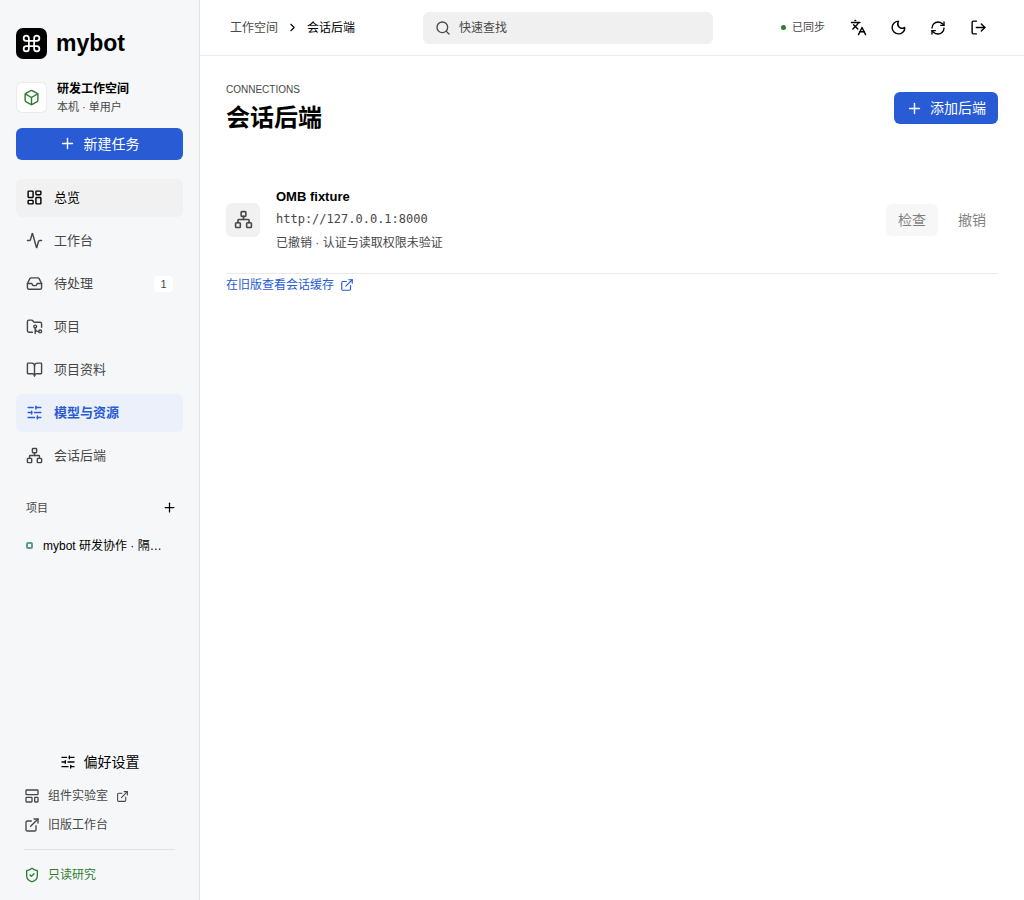 mybot
研发工作空间
本机 · 单用户
新建任务
总览
工作台
待处理 1
项目
项目资料
模型与资源
会话后端
项目
mybot 研发协作 · 隔…
偏好设置
组件实验室
旧版工作台
只读研究
工作空间 会话后端
快速查找
已同步
CONNECTIONS
会话后端
添加后端
OMB fixture
http://127.0.0.1:8000
已撤销 · 认证与读取权限未验证
检查 撤销
在旧版查看会话缓存